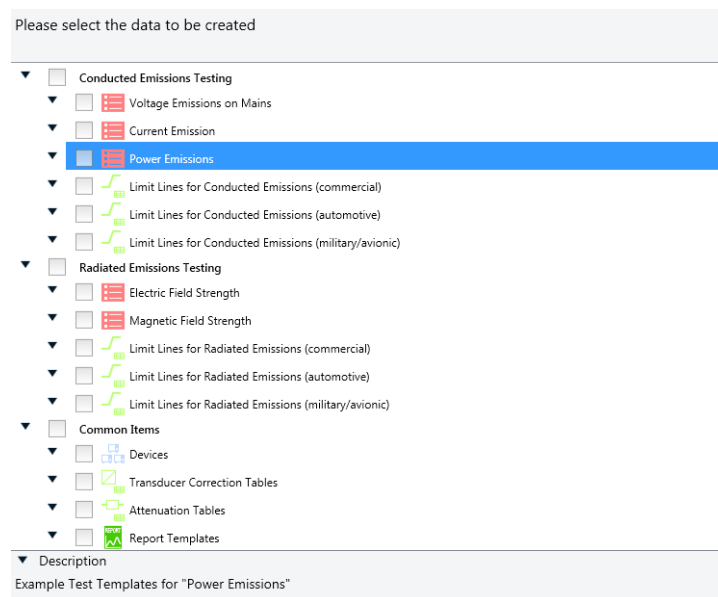 Please select the data to be created
Conducted Emissions Testing
Voltage Emissions on Mains
Current Emission
Power Emissions
Limit Lines for Conducted Emissions (commercial)
Limit Lines for Conducted Emissions (automotive)
Limit Lines for Conducted Emissions (military/avionic)
Radiated Emissions Testing
Electric Field Strength
Magnetic Field Strength
Limit Lines for Radiated Emissions (commercial)
Limit Lines for Radiated Emissions (automotive)
Limit Lines for Radiated Emissions (military/avionic)
Common Items
Devices
Transducer Correction Tables
Attenuation Tables
REPORT
Report Templates
Description
Example Test Templates for "Power Emissions"